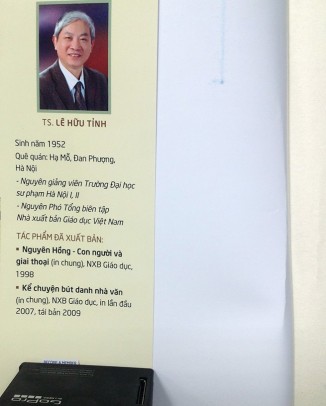 TS. LÊ HỮU TỈNH
Sinh năm 1952
Quê quán: Hạ Mỗ, Đan Phượng,
Hà Nội
- Nguyên giảng viên Trường Đại học
sư phạm Hà Nội I, II
- Nguyên Phó Tổng biên tập
Nhà xuất bản Giáo dục Việt Nam
TÁC PHẨM ĐÃ XUẤT BẢN:
▪ Nguyên Hồng - Con người và
giai thoại (in chung), NXB Giáo dục,
1998
▪ Kể chuyện bút danh nhà văn
(in chung), NXB Giáo dục, in lần đầu
2007, tái bản 2009
GoPro